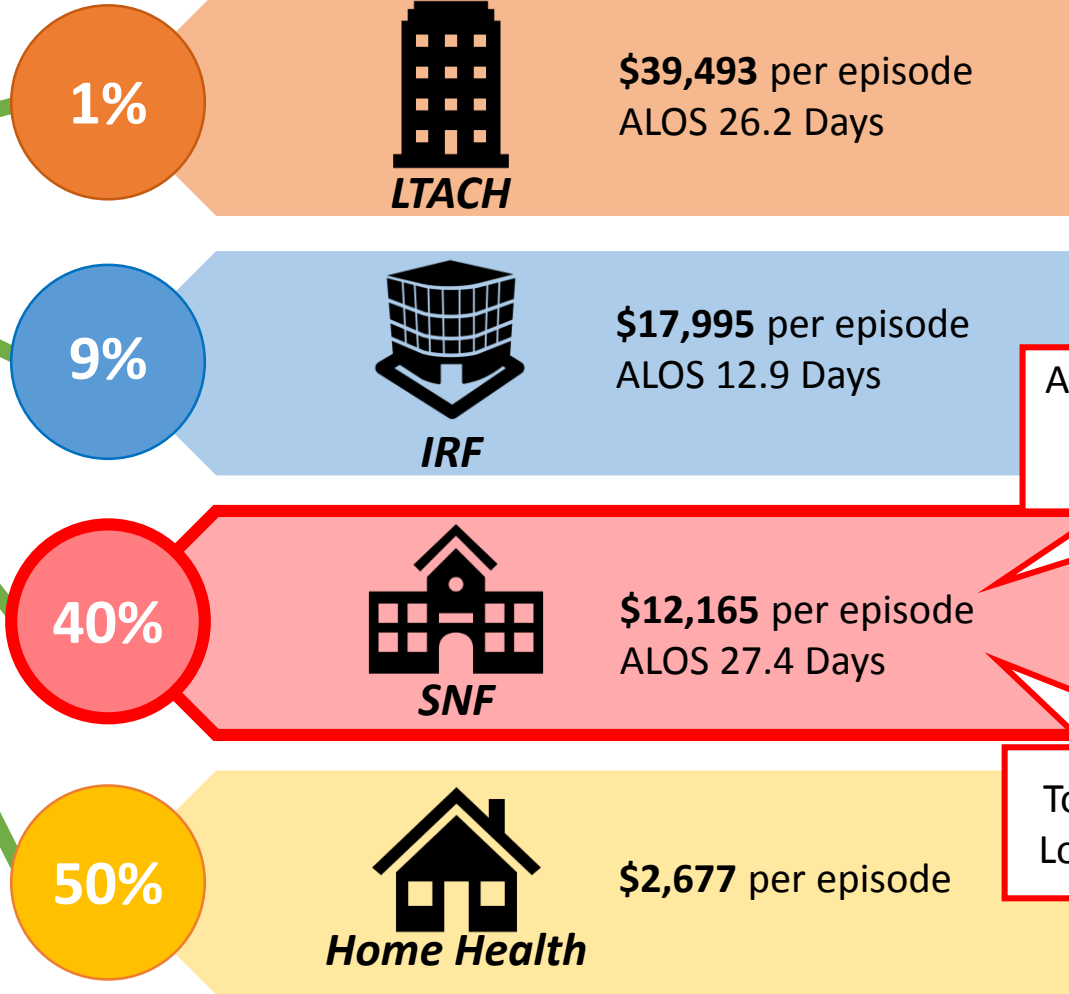 1%
$39,493 per episode
ALOS 26.2 Days
LTACH
9%
$17,995 per episode
ALOS 12.9 Days
IRF
40%
$12,165 per episode
ALOS 27.4 Days
SNF
50%
$2,677 per episode
Home Health